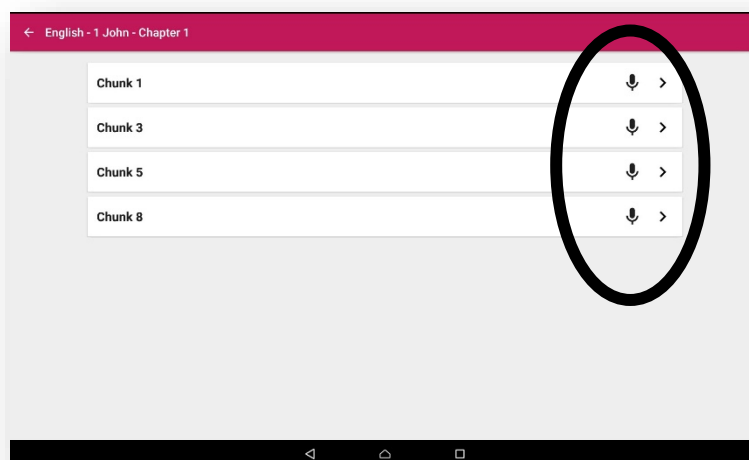 English - 1 John - Chapter 1
Chunk 1
Chunk 3
Chunk 5
Chunk 8